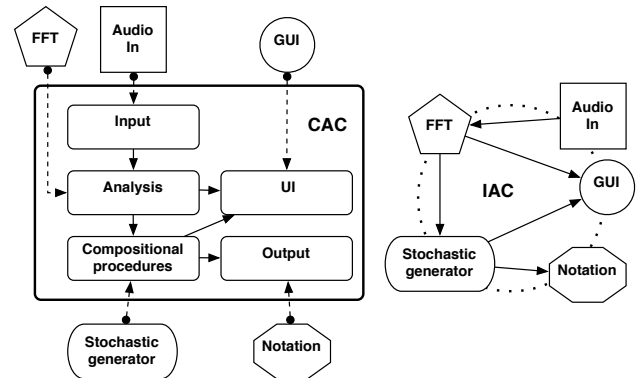 FFT
Audio
In
GUI
CAC
Input
Analysis
UI
Compositional
procedures
Output
Stochastic
generator
Notation
FFT
Audio
In
IAC
GUI
Stochastic
generator
Notation